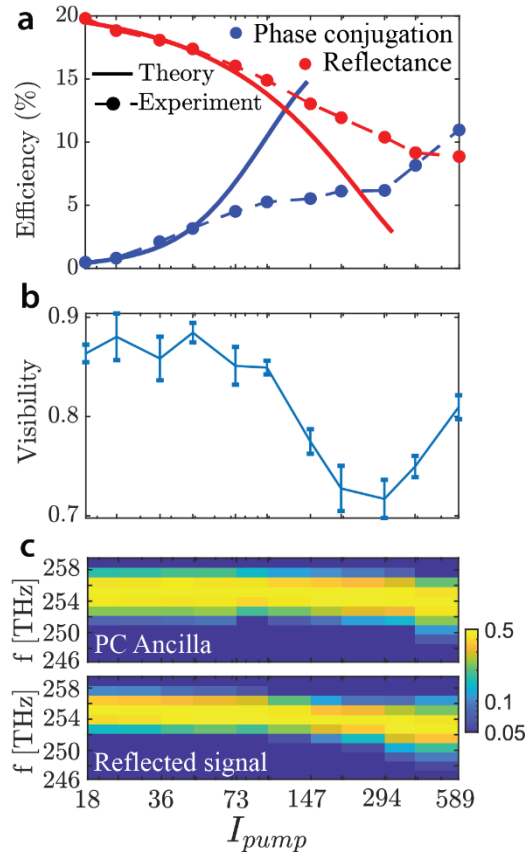 a
Efficiency (%)
20
15
10
5
0
Phase conjugation
Reflectance
Theory
-Experiment
b
Visibility
0.9
0.8
0.7
c
f [THz]
258
254
250
246
PC Ancilla
f [THz]
258
254
250
246
Reflected signal
0.5
0.1
0.05
18 36 73 147 294 589
I_pump